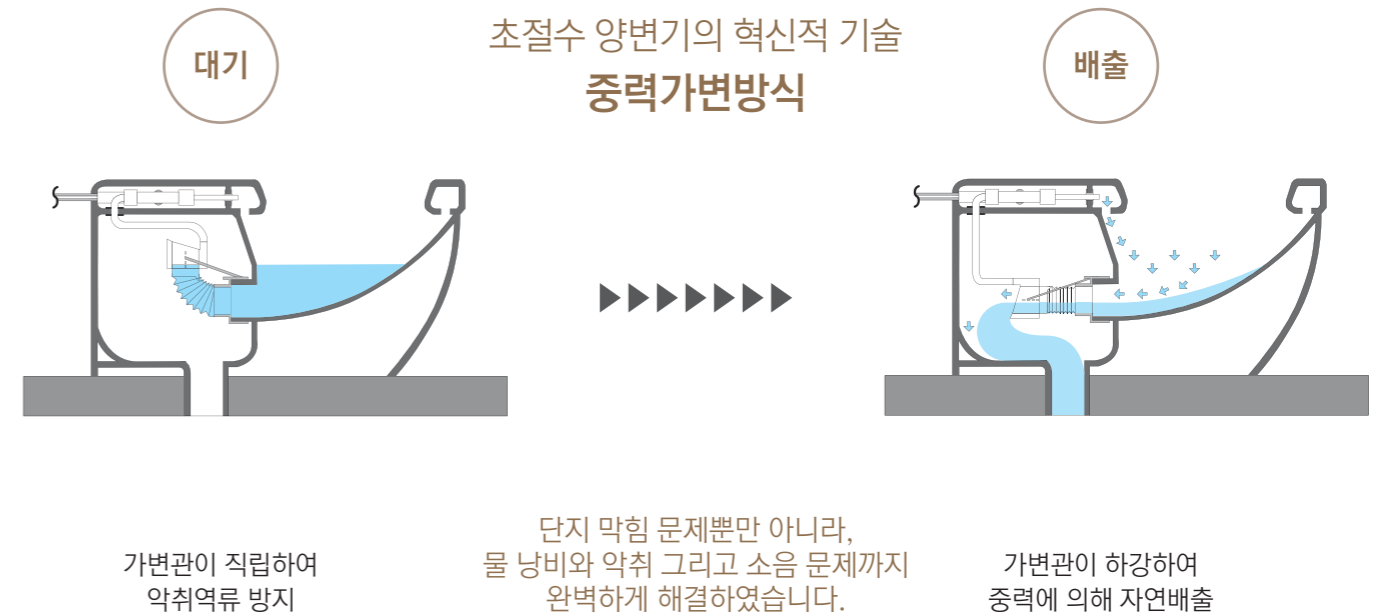 대기
초절수 양변기의 혁신적 기술
중력가변방식
배출
가변관이 직립하여
악취역류 방지
단지 막힘 문제뿐만 아니라,
물 낭비와 악취 그리고 소음 문제까지
완벽하게 해결하였습니다.
가변관이 하강하여
중력에 의해 자연배출